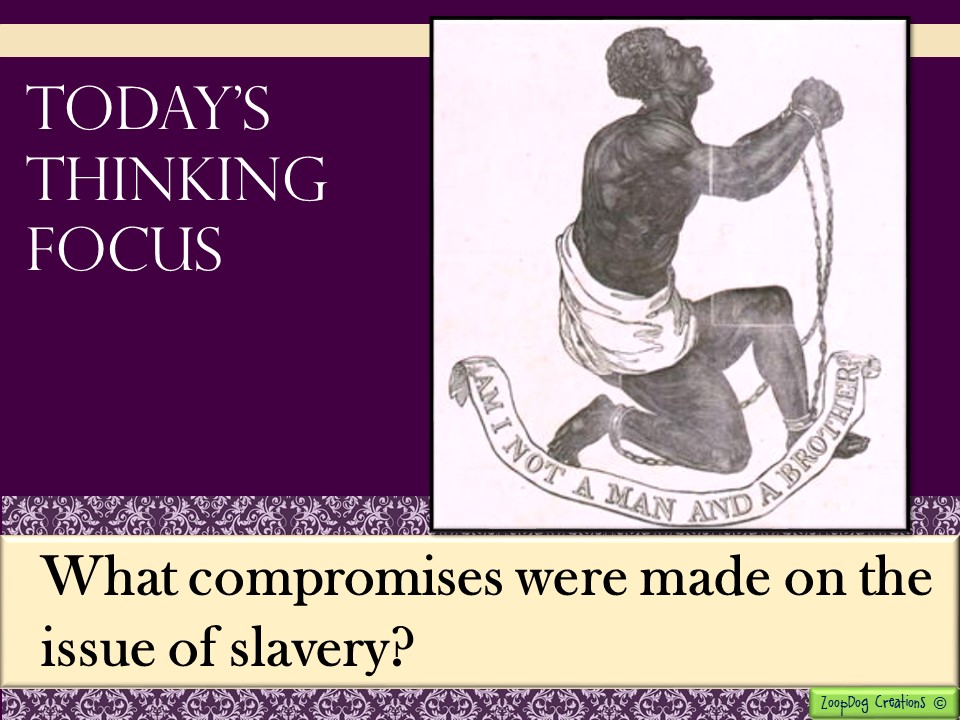 TODAY'S
THINKING
FOCUS
AM I NOT A MAN AND A BROTHER?
What compromises were made on the
issue of slavery?
ZoopDog Creations ©